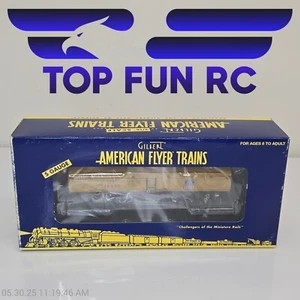 TOP FUN RC
GILBERT
AMERICAN FLYER TRAINS
GILBERT
AMERICAN FLYER TRAINS
FOR AGES 8 TO ADULT
S GAUGE
"Challengers of the Miniature Rails"
05.30.25 11:19:46 AM